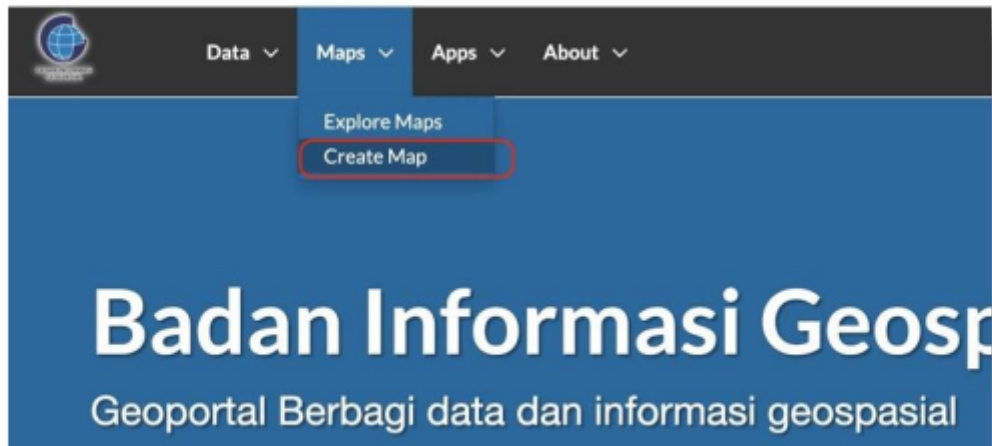 Data Maps Apps About
Explore Maps
Create Map
Badan Informasi Geosp
Geoportal Berbagi data dan informasi geospasial